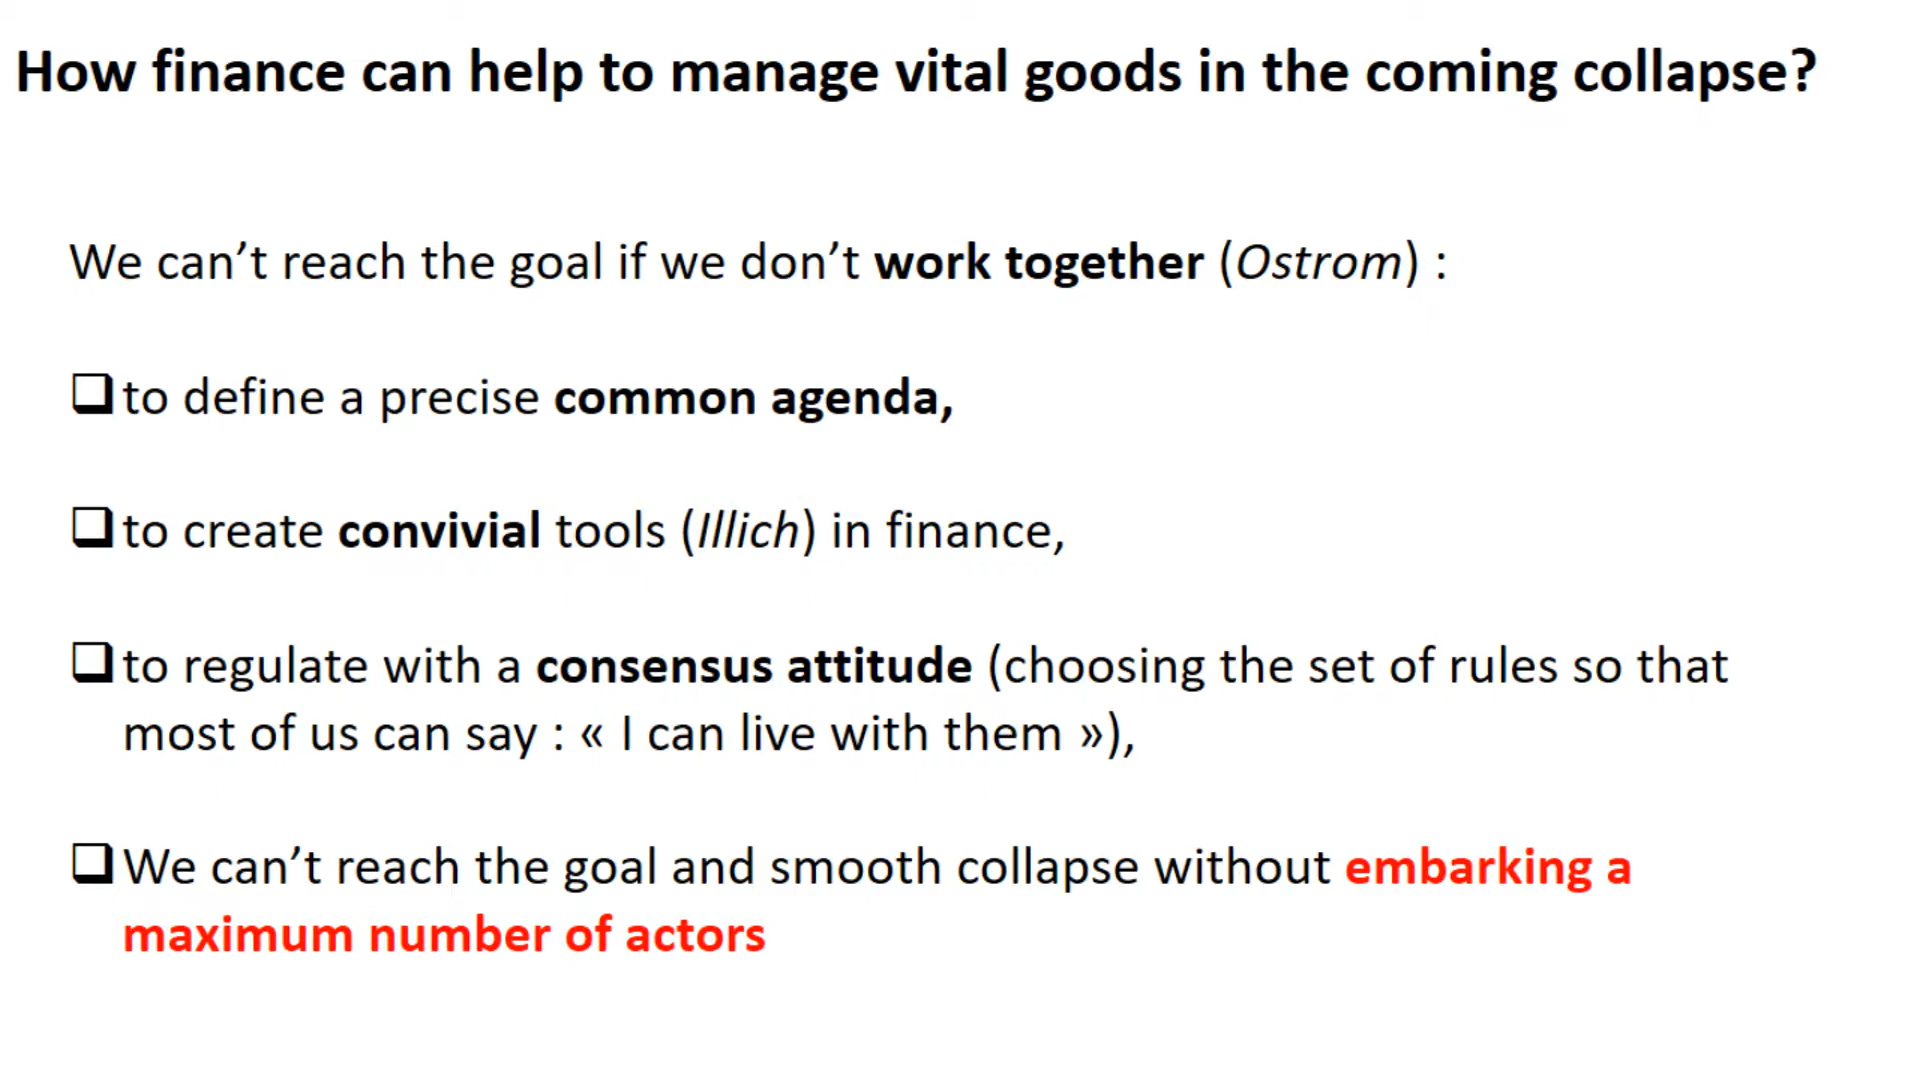 How finance can help to manage vital goods in the coming collapse?
We can’t reach the goal if we don’t work together (Ostrom) :
❑ to define a precise common agenda,
❑ to create convivial tools (Illich) in finance,
❑ to regulate with a consensus attitude (choosing the set of rules so that
most of us can say : « I can live with them »),
❑ We can’t reach the goal and smooth collapse without embarking a
maximum number of actors